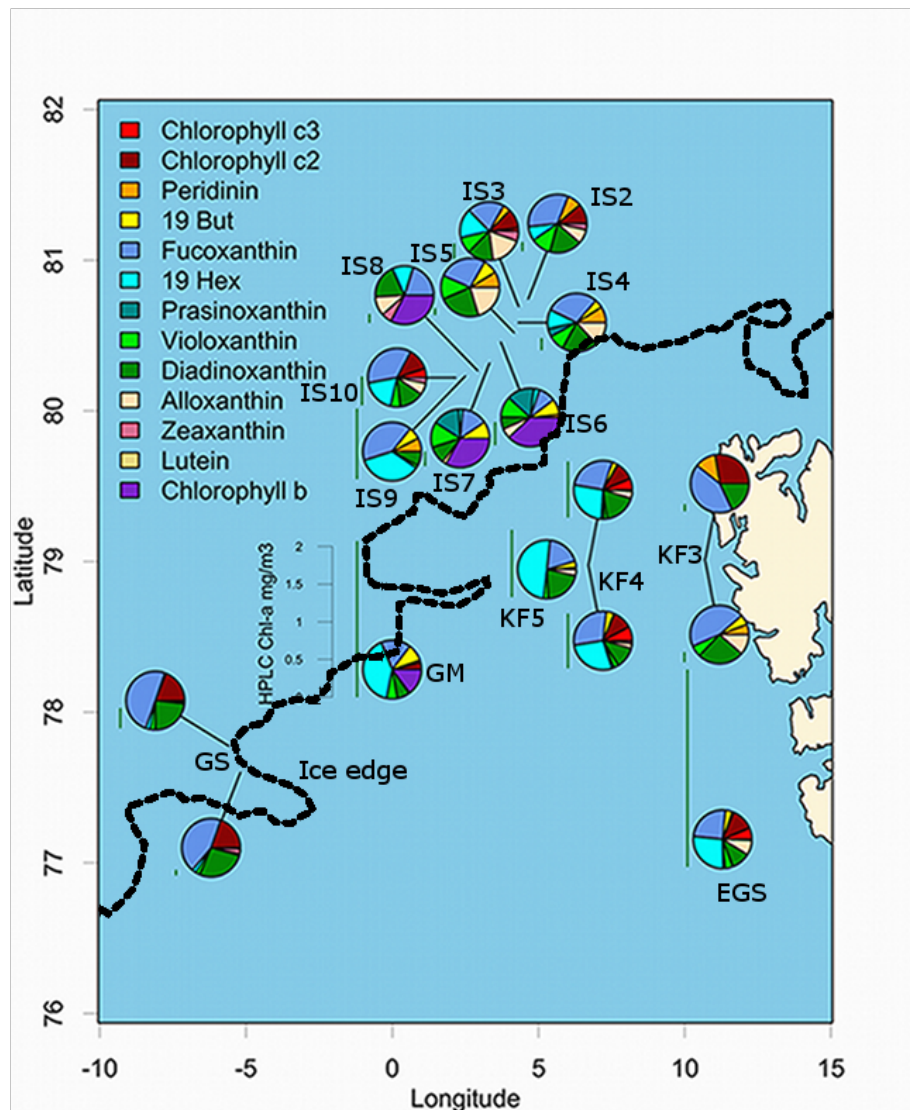 82
81
80
79
78
77
76
Latitude
Chlorophyll c3
Chlorophyll c2
Peridinin
19 But
Fucoxanthin
19 Hex
Prasinoxanthin
Violoxanthin
Diadinoxanthin
Alloxanthin
Zeaxanthin
Lutein
Chlorophyll b
IS3
IS2
IS5
IS8
IS4
IS10
IS6
IS9
IS7
KF3
KF4
KF5
HPLC Chl-a mg/m3
2
1.5
1
0.5
0
GM
GS
Ice edge
EGS
-10
-5
0
5
10
15
Longitude